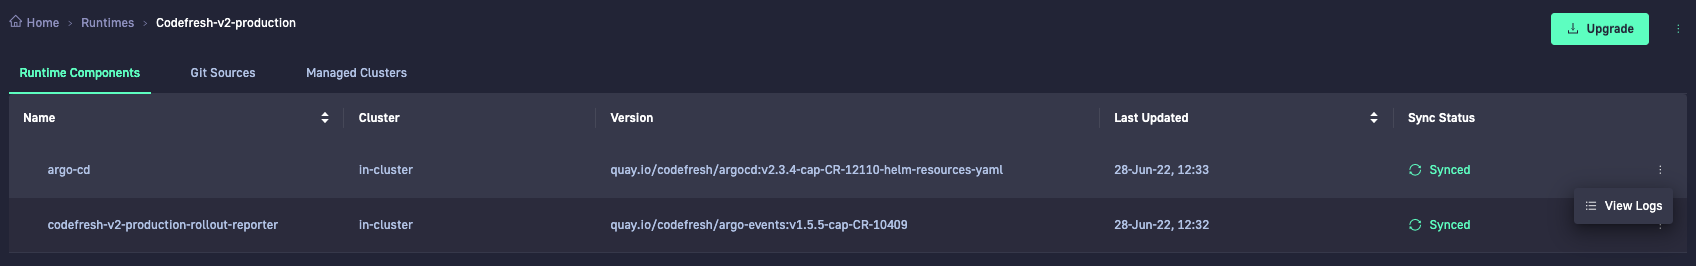 Home > Runtimes > Codefresh-v2-production
Upgrade
Runtime Components Git Sources Managed Clusters
Name Cluster Version Last Updated Sync Status
argo-cd in-cluster quay.io/codefresh/argocd:v2.3.4-cap-CR-12110-helm-resources-yaml 28-Jun-22, 12:33 Synced
View Logs
codefresh-v2-production-rollout-reporter in-cluster quay.io/codefresh/argo-events:v1.5.5-cap-CR-10409 28-Jun-22, 12:32 Synced